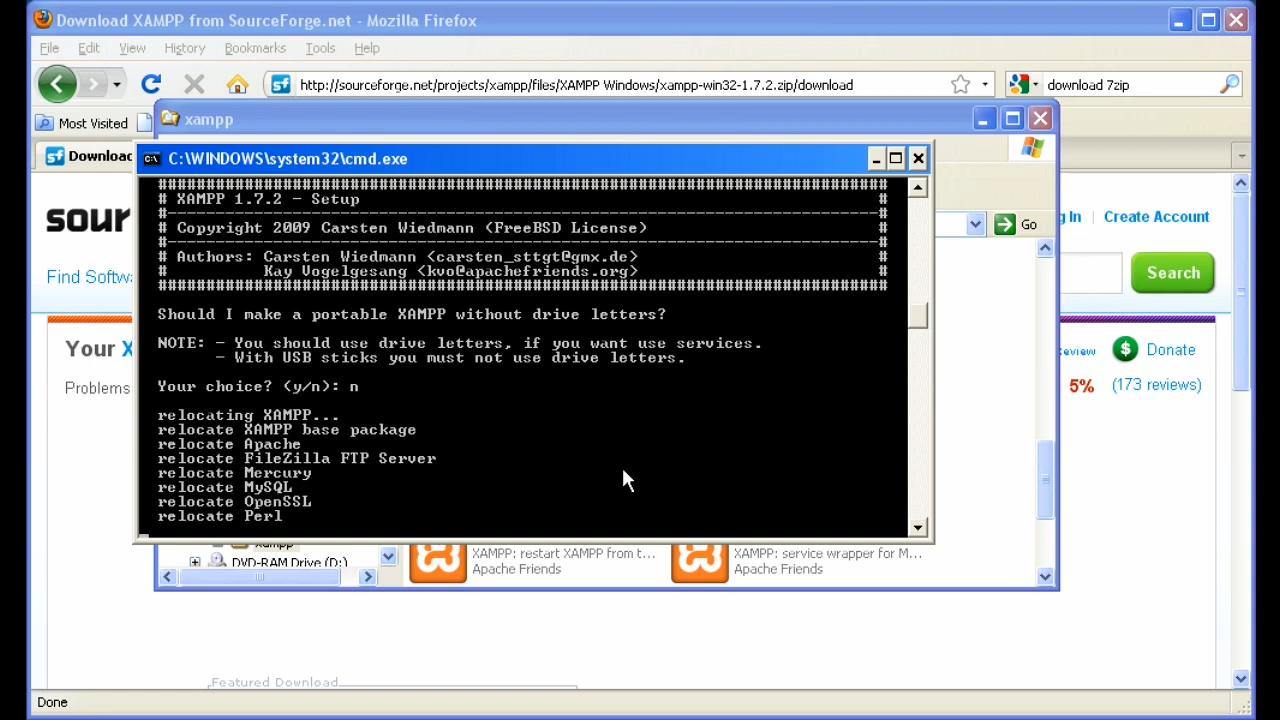 Download XAMPP from SourceForge.net - Mozilla Firefox
File Edit View History Bookmarks Tools Help
http://sourceforge.net/projects/xampp/files/XAMPP Windows/xampp-win32-1.7.2.zip/download
download 7zip
Most Visited
xampp
Download
C:\WINDOWS\system32\cmd.exe
################################################################################
# XAMPP 1.7.2 - Setup #
#------------------------------------------------------------------------------#
# Copyright 2009 Carsten Wiedmann (FreeBSD License) #
#------------------------------------------------------------------------------#
# Authors: Carsten Wiedmann <carsten_sttgt@gmx.de> #
# Kay Vogelgesang <kvo@apachefriends.org> #
################################################################################
Should I make a portable XAMPP without drive letters?
NOTE: - You should use drive letters, if you want use services.
- With USB sticks you must not use drive letters.
Your choice? (y/n): n
relocating XAMPP...
relocate XAMPP base package
relocate Apache
relocate FileZilla FTP Server
relocate Mercury
relocate MySQL
relocate OpenSSL
relocate Perl
Go
sour
g In Create Account
Find Softwa
Search
Your X
eview
$ Donate
Problems
5% (173 reviews)
xampp
DVD-RAM Drive (D:)
XAMPP: restart XAMPP from t...
Apache Friends
XAMPP: service wrapper for M...
Apache Friends
Featured Download
Done